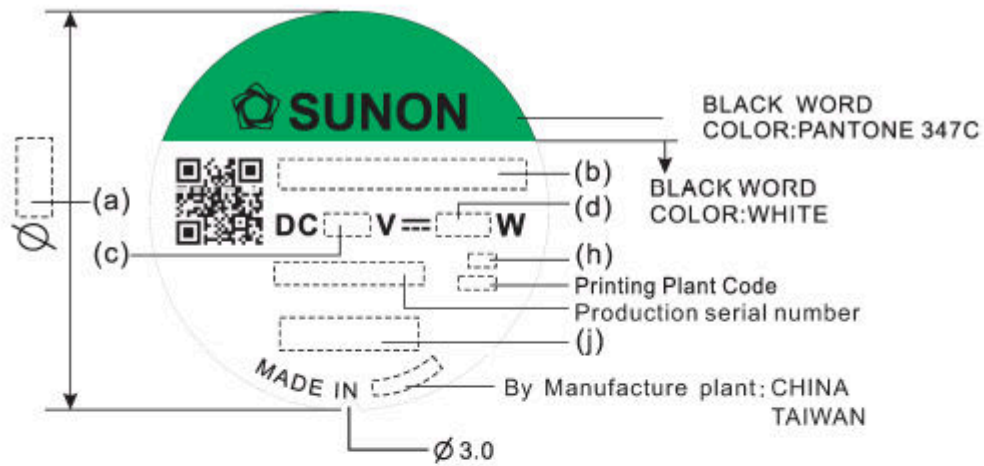 SUNON
BLACK WORD
COLOR:PANTONE 347C
BLACK WORD
COLOR:WHITE
(a)
Ø
(b)
(d)
DC V W
(c)
(h)
Printing Plant Code
Production serial number
(j)
MADE IN
By Manufacture plant: CHINA
TAIWAN
Ø 3.0